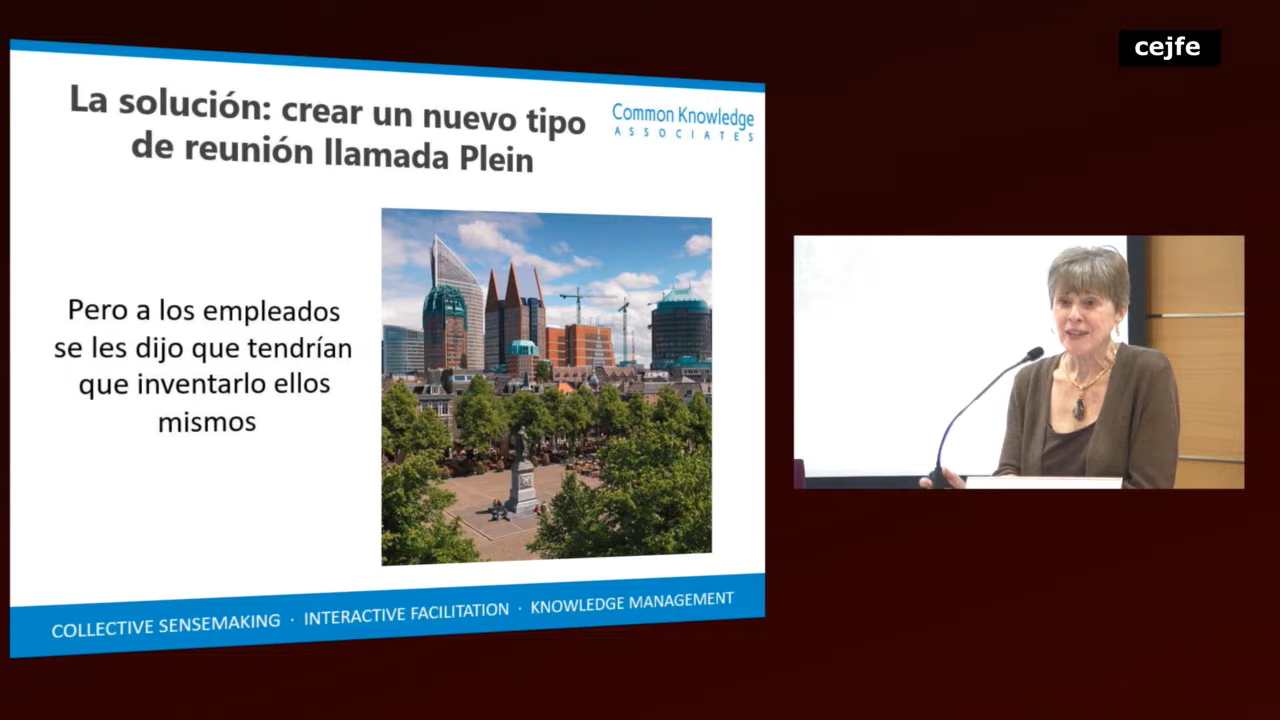 cejfe
La solución: crear un nuevo tipo
de reunión llamada Plein
Common Knowledge
ASSOCIATES
Pero a los empleados
se les dijo que tendrían
que inventarlo ellos
mismos
COLLECTIVE SENSEMAKING · INTERACTIVE FACILITATION · KNOWLEDGE MANAGEMENT